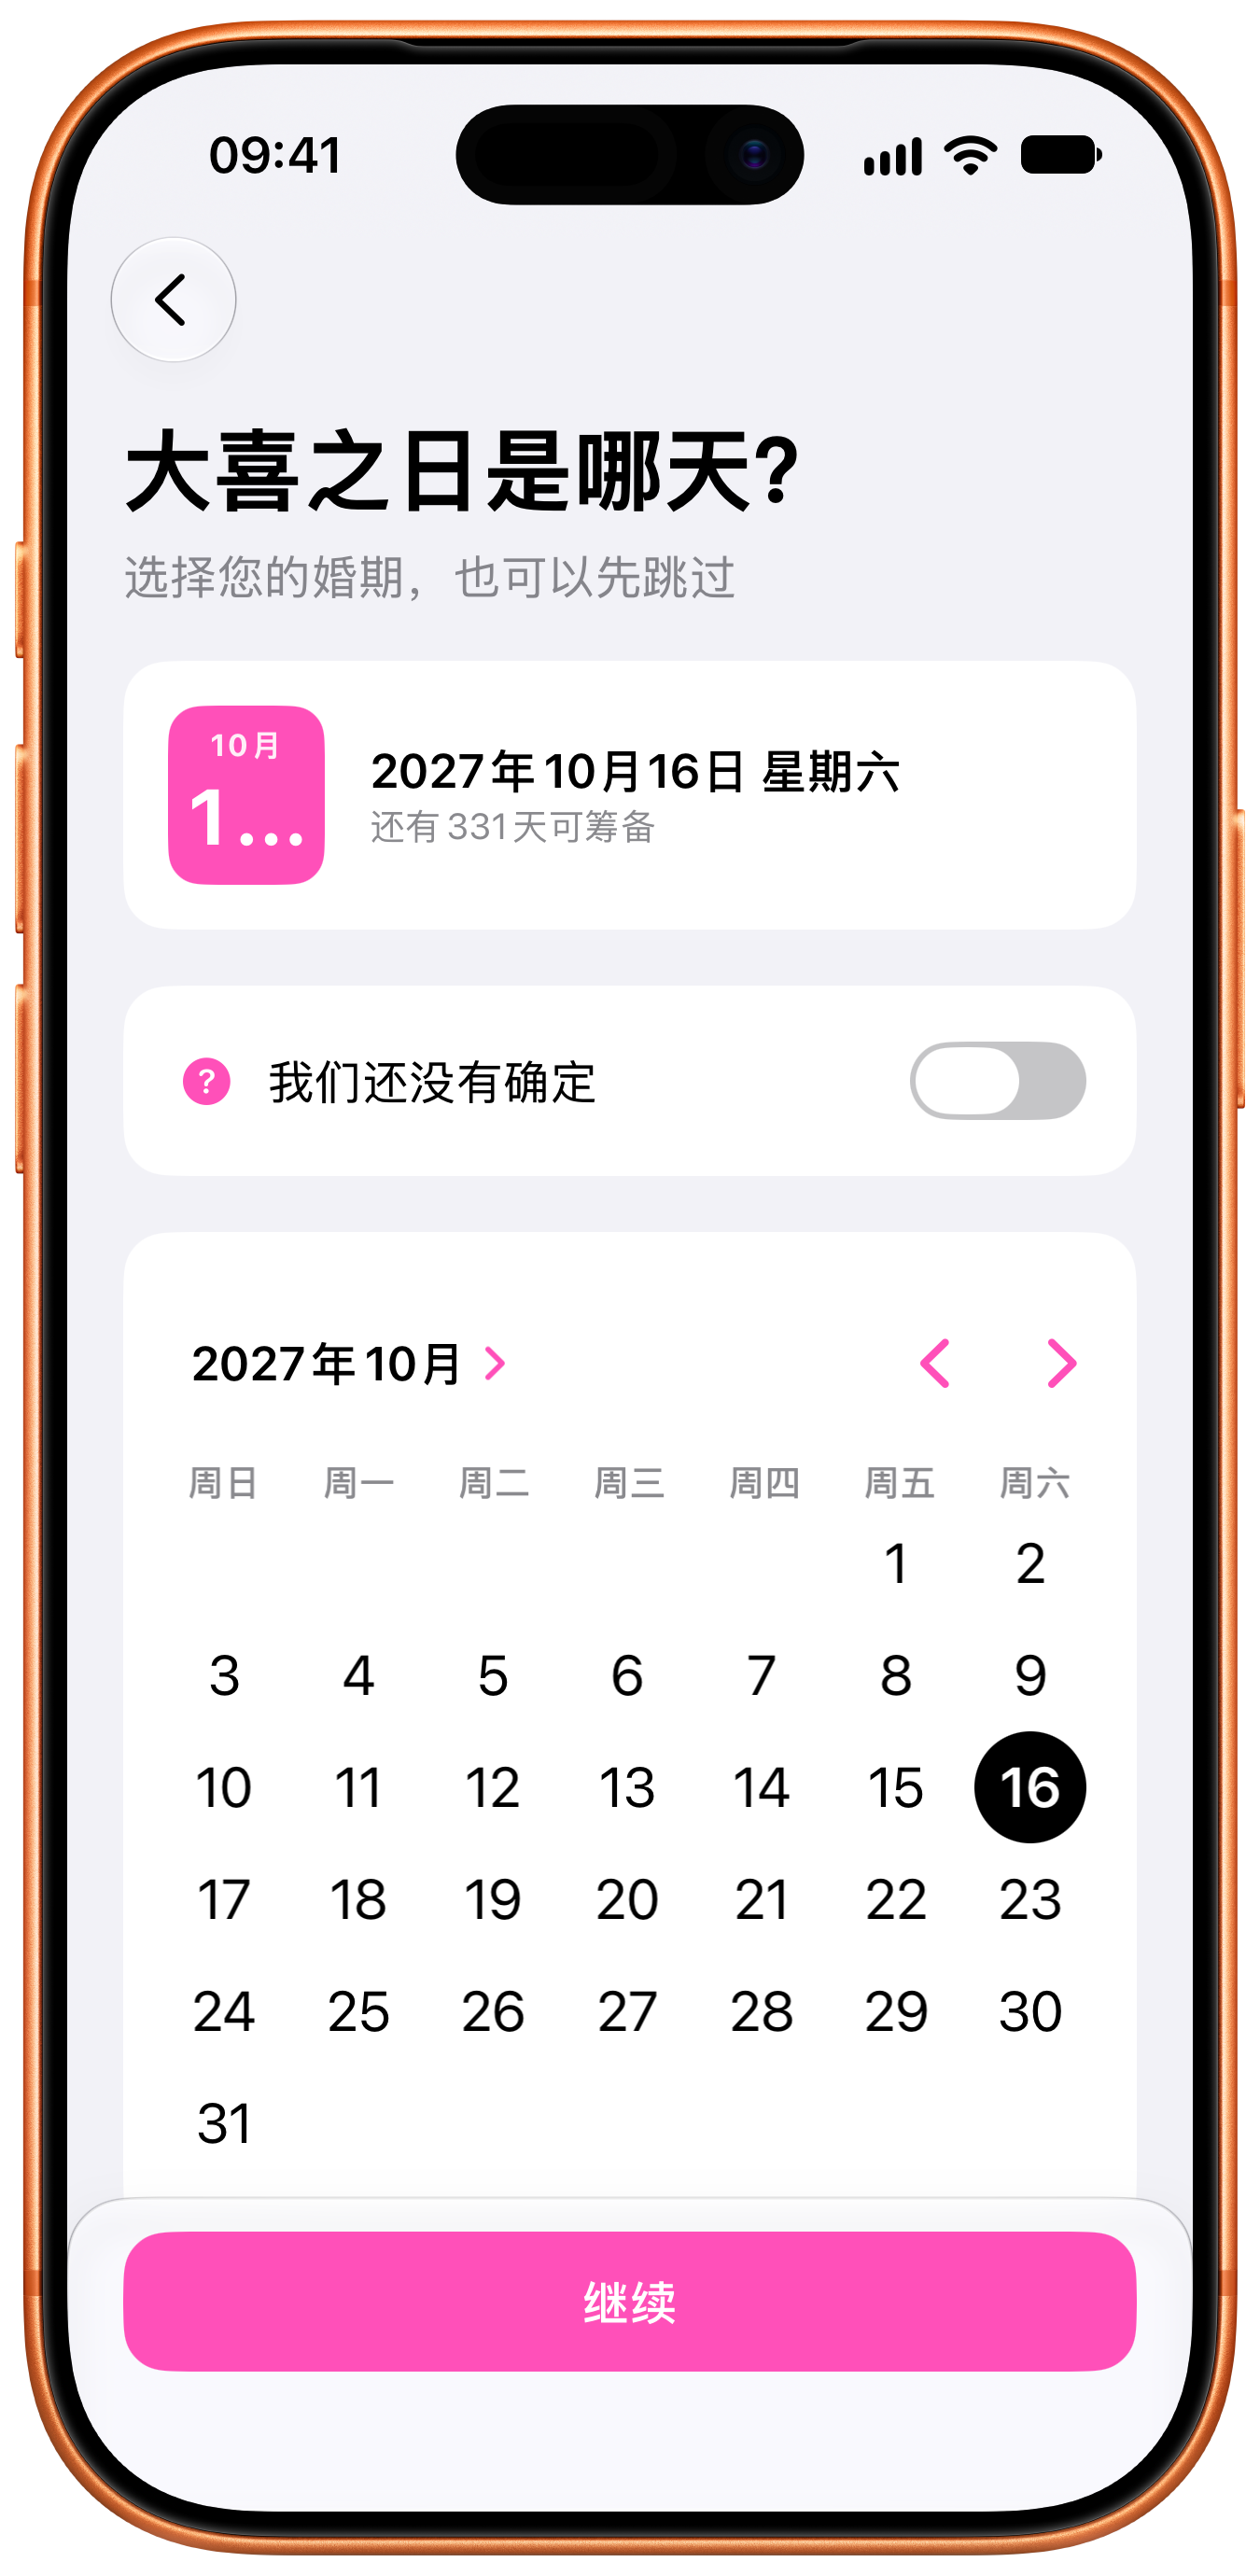 09:41
大喜之日是哪天?
选择您的婚期，也可以先跳过
10月
1...
2027年10月16日 星期六
还有331天可筹备
?
我们还没有确定
2027年10月
周日 周一 周二 周三 周四 周五 周六
1 2
3 4 5 6 7 8 9
10 11 12 13 14 15 16
17 18 19 20 21 22 23
24 25 26 27 28 29 30
31
继续